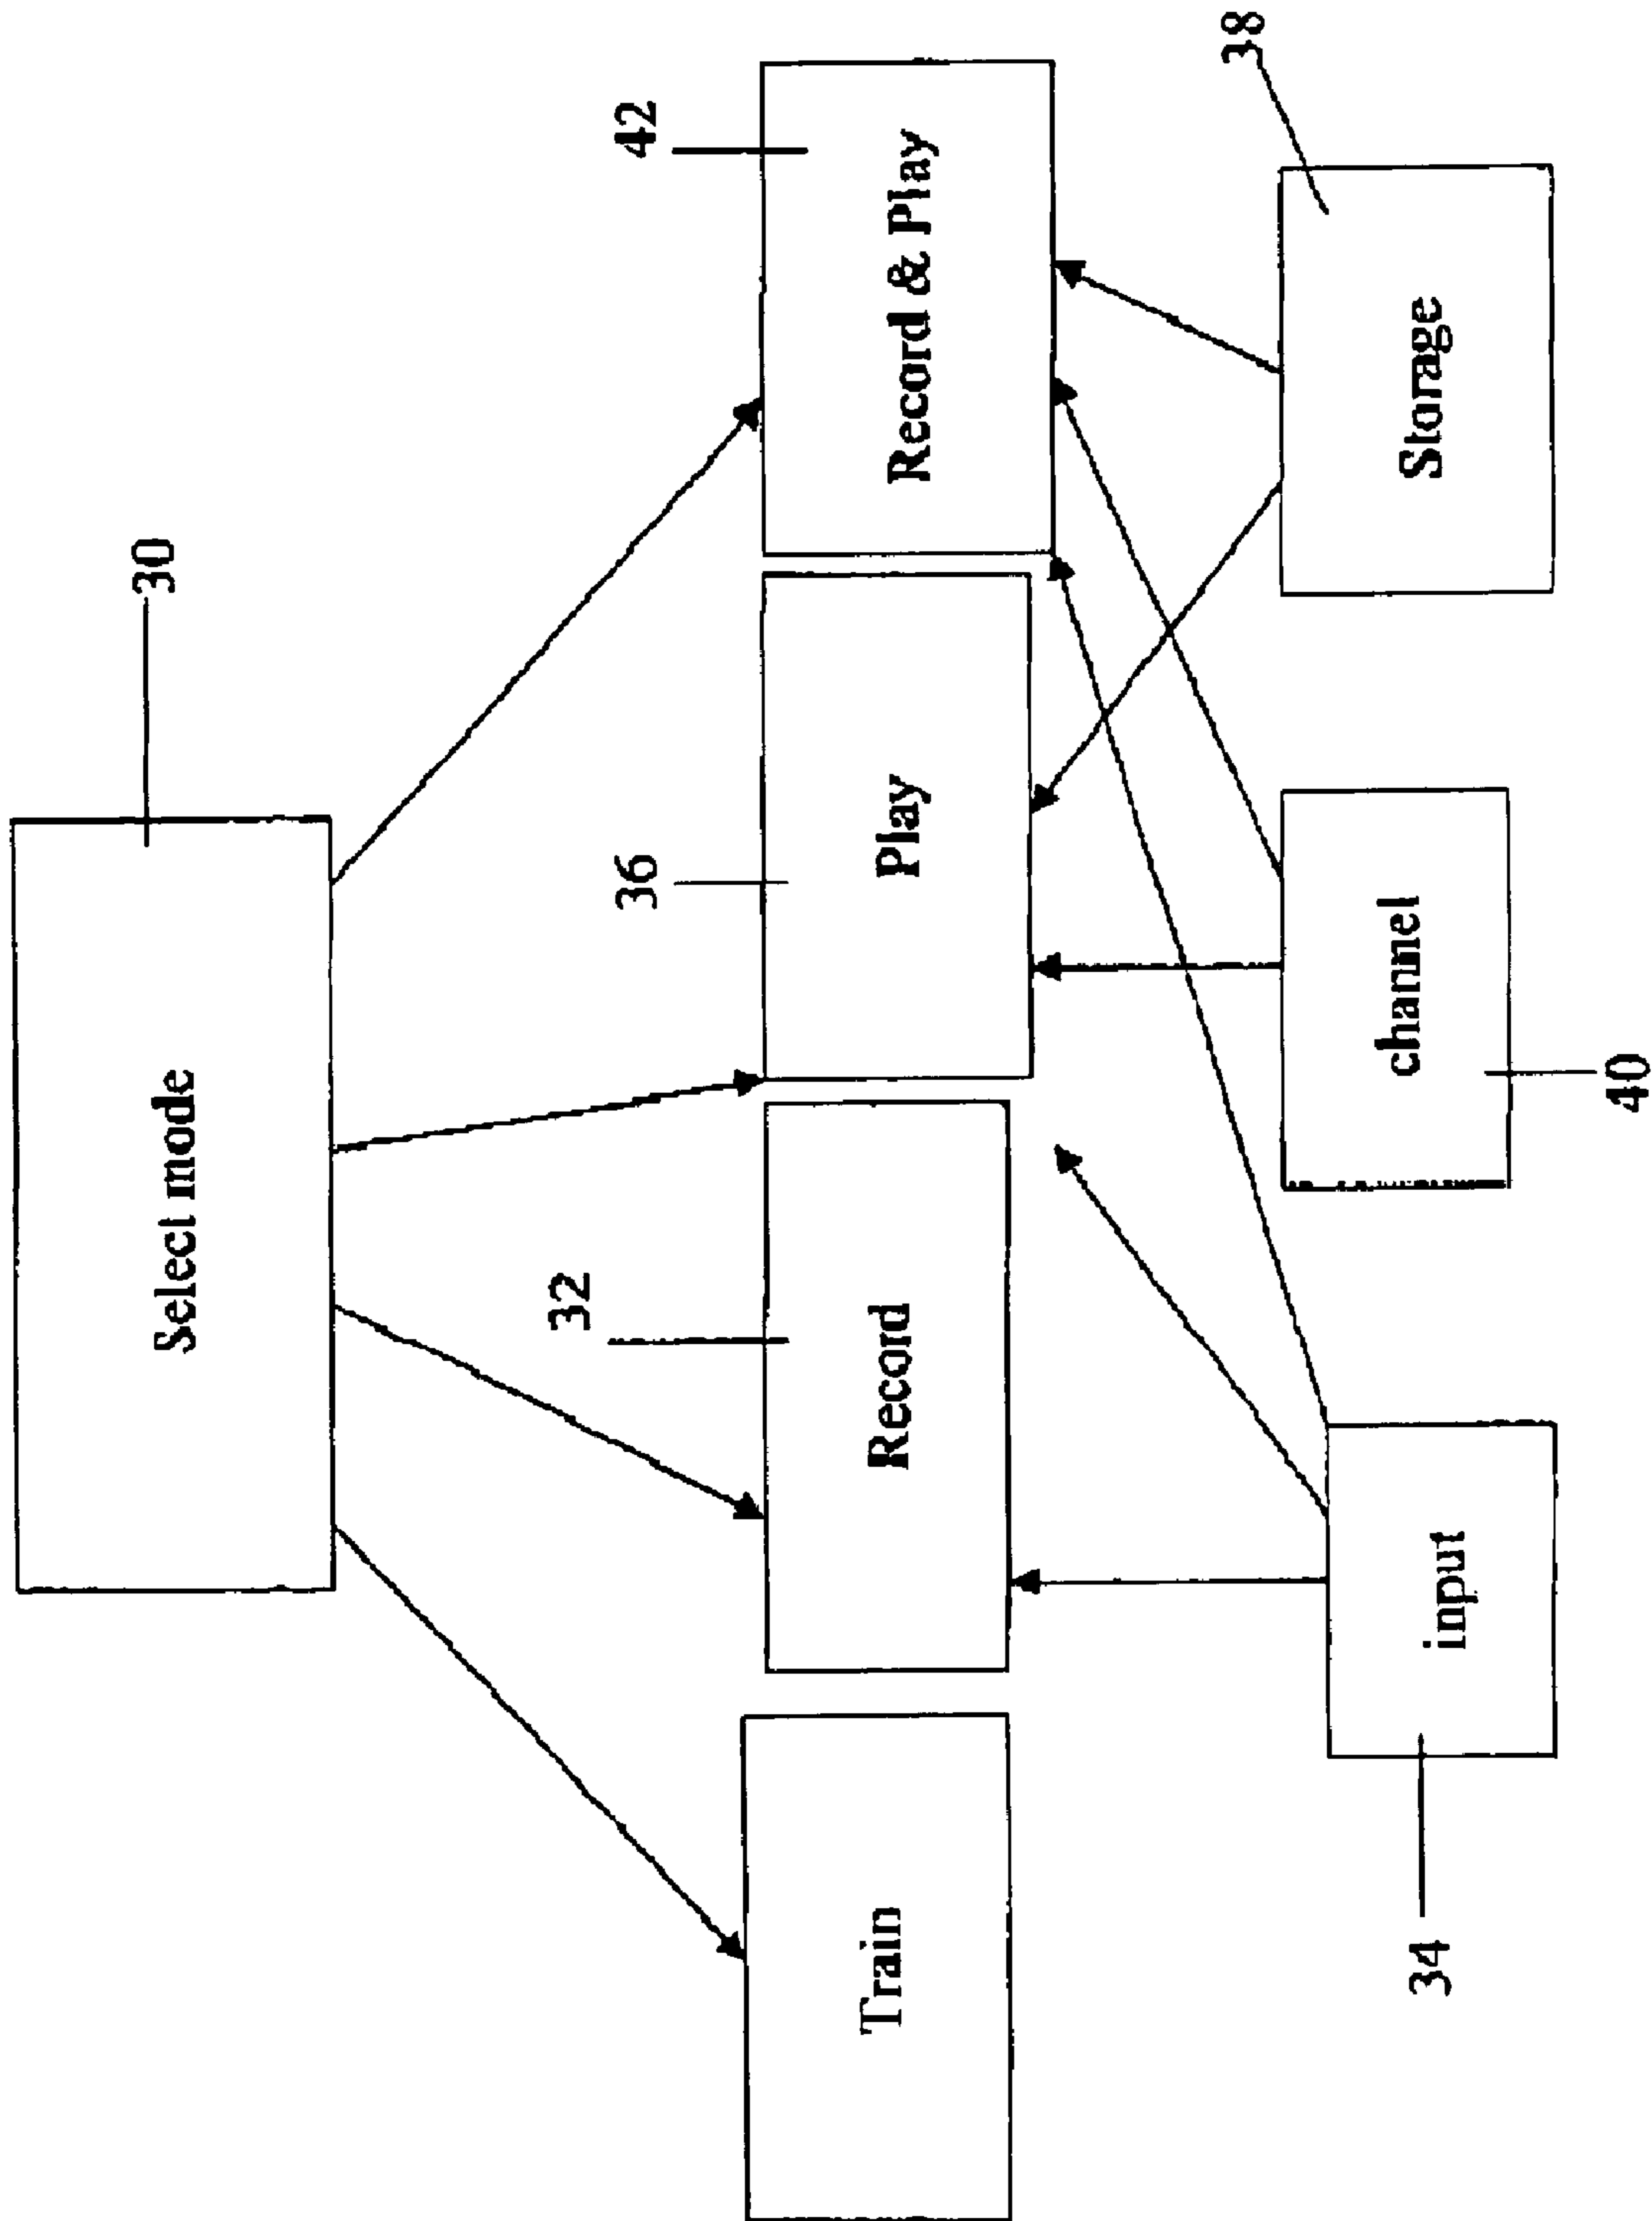 Select mode
30
32
36
42
Train
Record
Play
Record & Play
34
input
channel
40
Storage
38